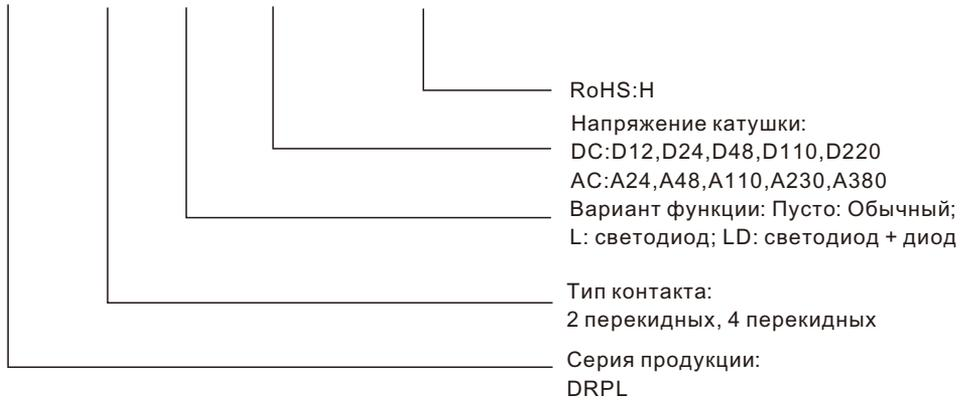 RoHS:H
Напряжение катушки:
DC:D12,D24,D48,D110,D220
AC:A24,A48,A110,A230,A380
Вариант функции: Пусто: Обычный;
L: светодиод; LD: светодиод + диод
Тип контакта:
2 перекидных, 4 перекидных
Серия продукции:
DRPL